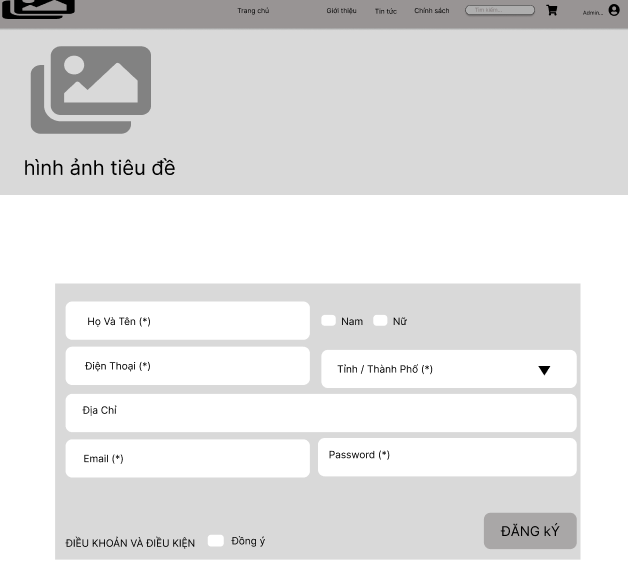 Trang chủ Giới thiệu Tin tức Chính sách Tìm kiếm... Admin...
hình ảnh tiêu đề
Họ Và Tên (*) Nam Nữ
Điện Thoại (*) Tỉnh / Thành Phố (*)
Địa Chỉ
Email (*) Password (*)
ĐĂNG kÝ
ĐIỀU KHOẢN VÀ ĐIỀU KIỆN Đồng ý